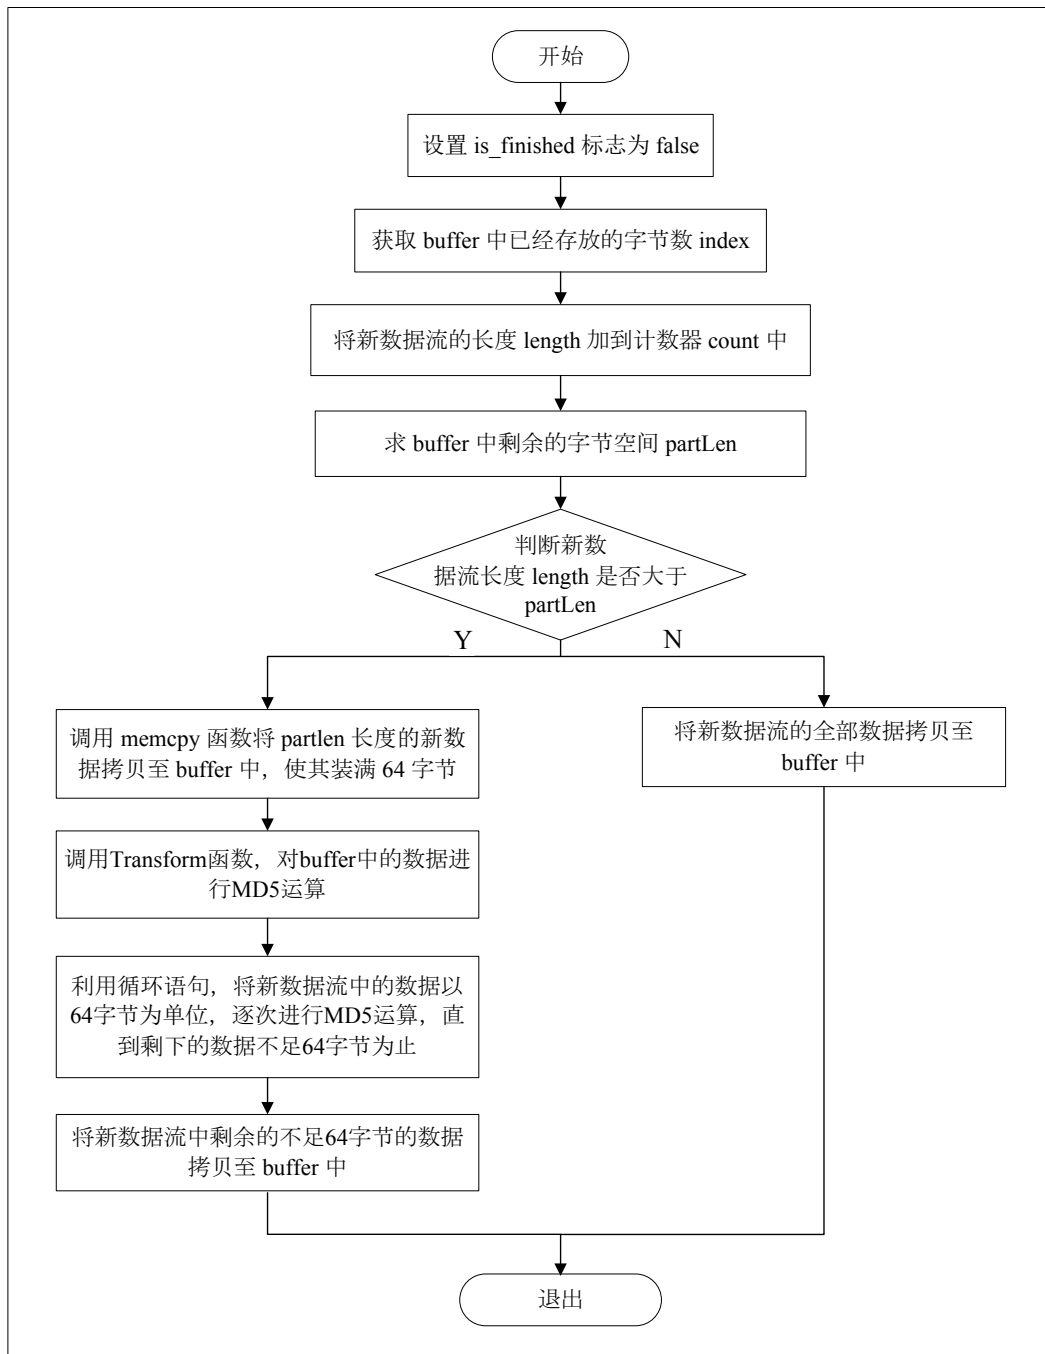 开始
设置 is_finished 标志为 false
获取 buffer 中已经存放的字节数 index
将新数据流的长度 length 加到计数器 count 中
求 buffer 中剩余的字节空间 partLen
判断新数
据流长度 length 是否大于
partLen
Y
N
调用 memcpy 函数将 partlen 长度的新数
据拷贝至 buffer 中，使其装满 64 字节
将新数据流的全部数据拷贝至
buffer 中
调用Transform函数，对buffer中的数据进
行MD5运算
利用循环语句，将新数据流中的数据以
64字节为单位，逐次进行MD5运算，直
到剩下的数据不足64字节为止
将新数据流中剩余的不足64字节的数据
拷贝至 buffer 中
退出